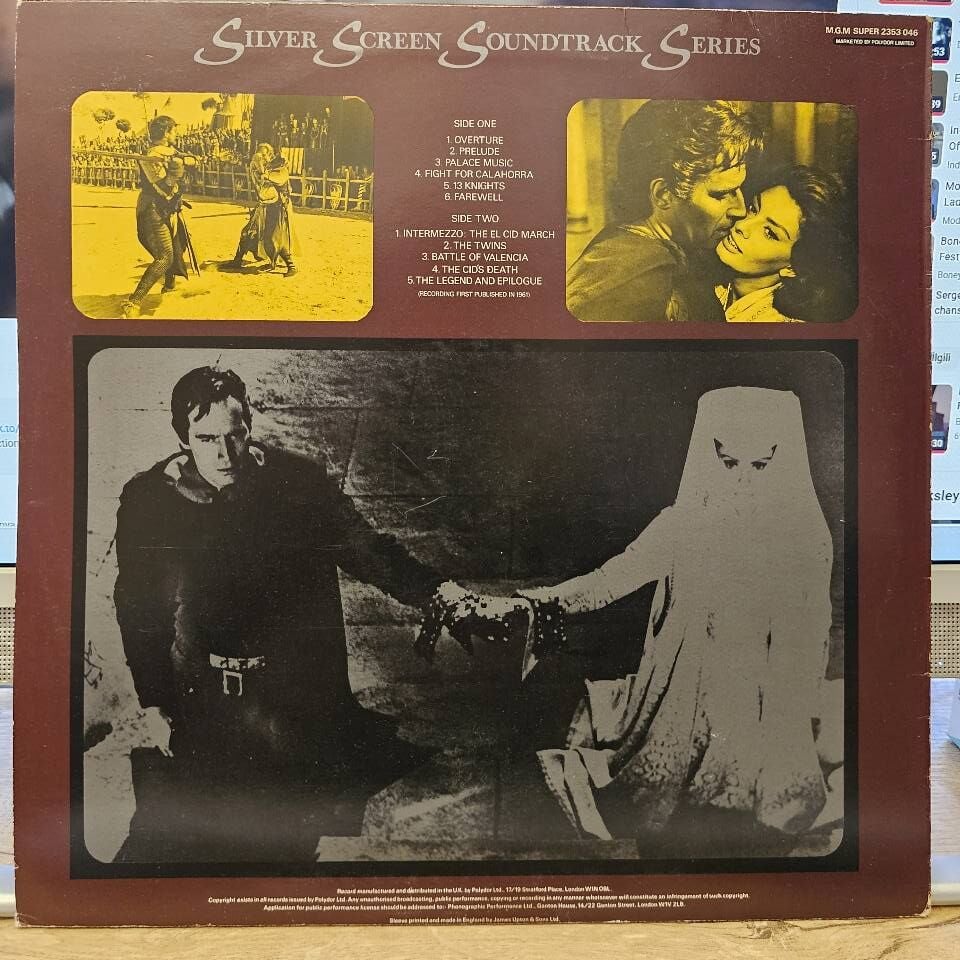 SILVER SCREEN SOUNDTRACK SERIES
M.G.M SUPER 2353 046
MARKETED BY POLYDOR LIMITED
SIDE ONE
1. OVERTURE
2. PRELUDE
3. PALACE MUSIC
4. FIGHT FOR CALAHORRA
5. 13 KNIGHTS
6. FAREWELL
SIDE TWO
1. INTERMEZZO: THE EL CID MARCH
2. THE TWINS
3. BATTLE OF VALENCIA
4. THE CID'S DEATH
5. THE LEGEND AND EPILOGUE
(RECORDING FIRST PUBLISHED IN 1961)
Record manufactured and distributed in the U.K. by Polydor Ltd., 17/19 Stratford Place, London W1N 0BL.
Copyright exists in all records issued by Polydor Ltd. Any unauthorised broadcasting, public performance, copying or recording in any manner whatsoever will constitute an infringement of such copyright.
Application for public performance license should be addressed to:- Phonographic Performance Ltd., Ganton House, 14/22 Ganton Street, London W1V 2LB.
Sleeve printed and made in England by James Upton & Sons Ltd.